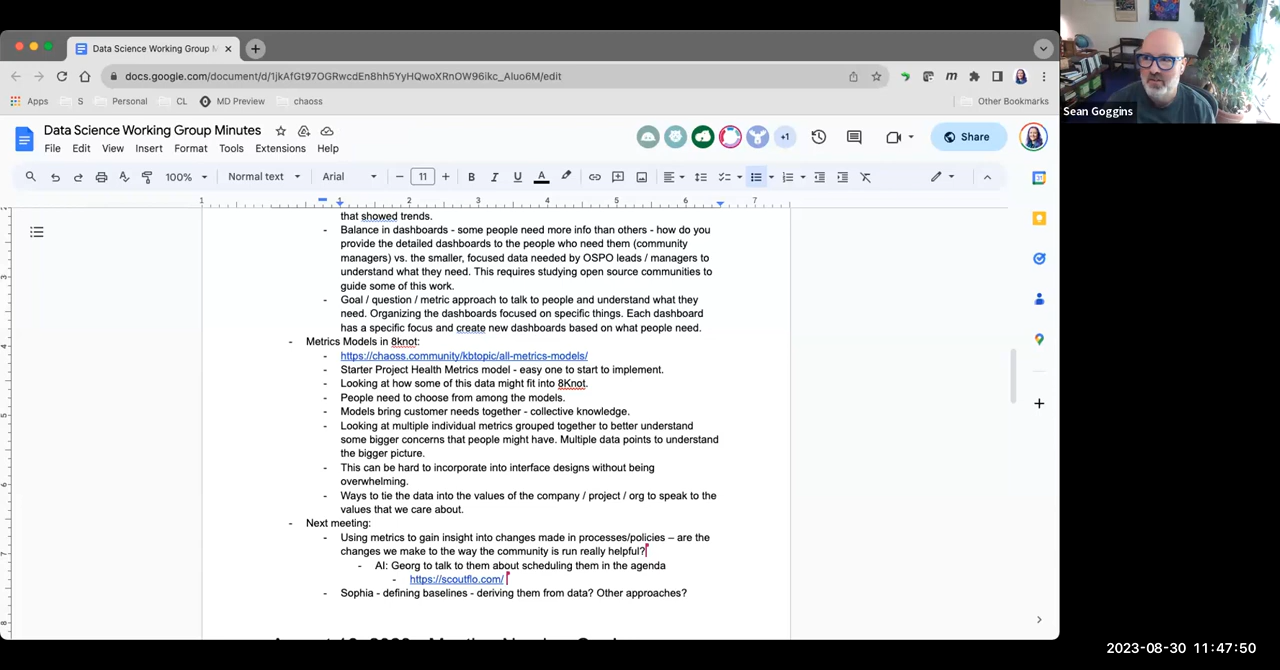 Data Science Working Group M
docs.google.com/document/d/1jkAfGt97OGRwcdEn8hh5YyHQwoXRnOW96ikc_Aluo6M/edit
Apps S Personal CL MD Preview chaoss Other Bookmarks
Data Science Working Group Minutes
File Edit View Insert Format Tools Extensions Help
+1
Share
100% Normal text Arial 11
1 1 2 3 4 5 6 7
that showed trends.
- Balance in dashboards - some people need more info than others - how do you
provide the detailed dashboards to the people who need them (community
managers) vs. the smaller, focused data needed by OSPO leads / managers to
understand what they need. This requires studying open source communities to
guide some of this work.
- Goal / question / metric approach to talk to people and understand what they
need. Organizing the dashboards focused on specific things. Each dashboard
has a specific focus and create new dashboards based on what people need.
- Metrics Models in 8knot:
- https://chaoss.community/kbtopic/all-metrics-models/
- Starter Project Health Metrics model - easy one to start to implement.
- Looking at how some of this data might fit into 8Knot.
- People need to choose from among the models.
- Models bring customer needs together - collective knowledge.
- Looking at multiple individual metrics grouped together to better understand
some bigger concerns that people might have. Multiple data points to understand
the bigger picture.
- This can be hard to incorporate into interface designs without being
overwhelming.
- Ways to tie the data into the values of the company / project / org to speak to the
values that we care about.
- Next meeting:
- Using metrics to gain insight into changes made in processes/policies – are the
changes we make to the way the community is run really helpful?
- AI: Georg to talk to them about scheduling them in the agenda
- https://scoutflo.com/
- Sophia - defining baselines - deriving them from data? Other approaches?
Sean Goggins
2023-08-30 11:47:50